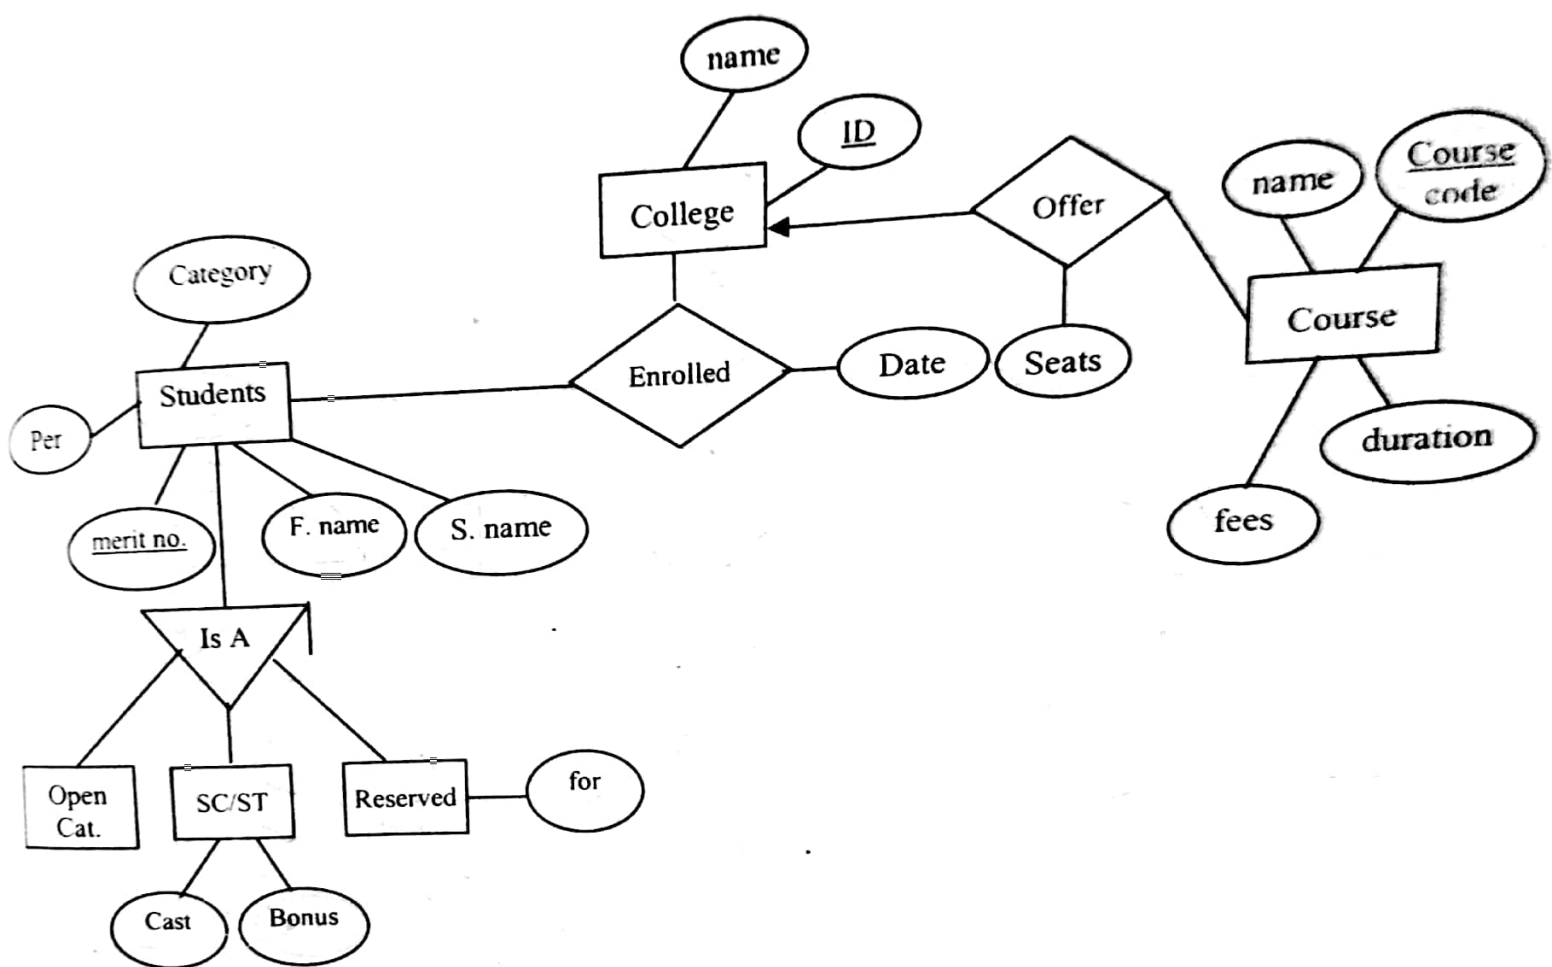 name
ID
College
Offer
name
Course
code
Course
Category
Students
Per
Enrolled
Date
Seats
duration
fees
merit no.
F. name
S. name
Is A
Open
Cat.
SC/ST
Reserved
for
Cast
Bonus